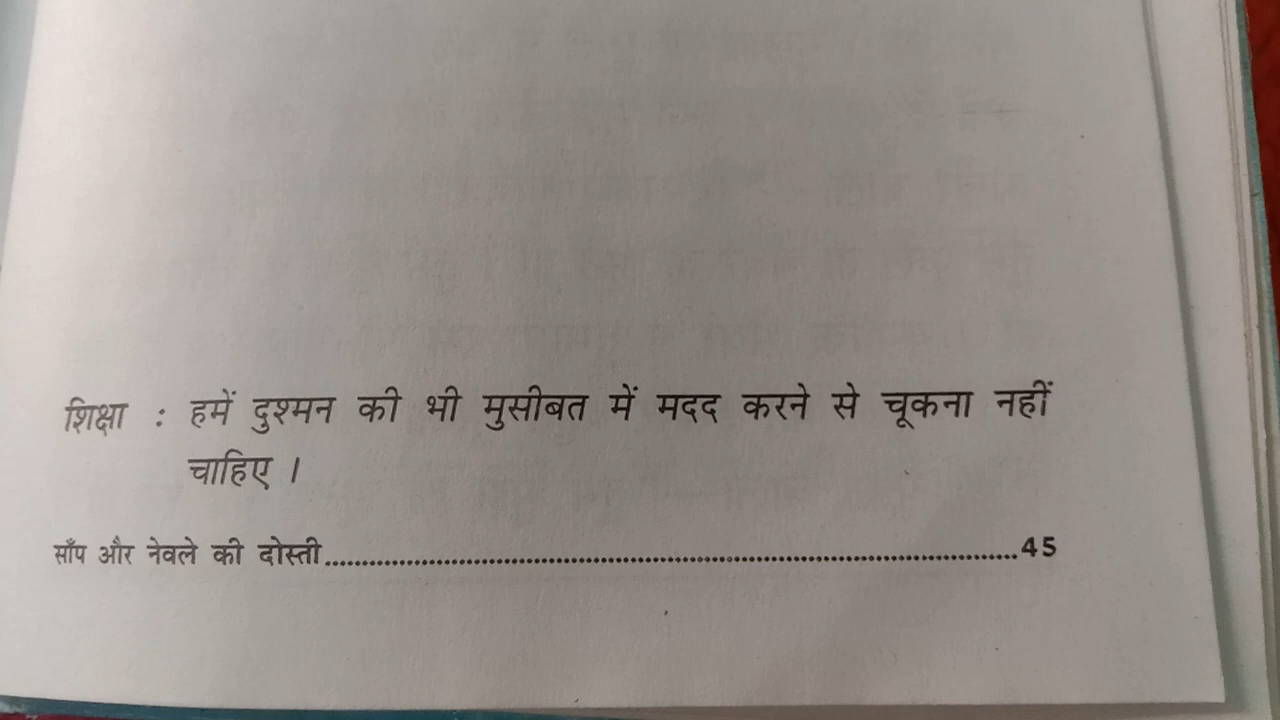 शिक्षा : हमें दुश्मन की भी मुसीबत में मदद करने से चूकना नहीं
चाहिए ।
साँप और नेवले की दोस्ती..........................................................................................45